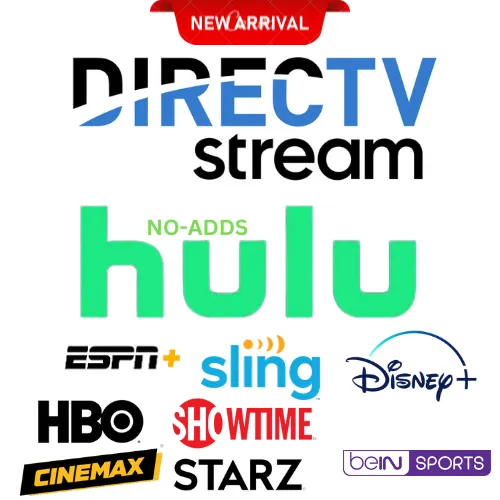 NEW ARRIVAL
DIRECTV
stream
NO-ADDS
hulu
ESPN+
sling
Disney+
HBO
SHOWTIME
CINEMAX
STARZ
beIN SPORTS